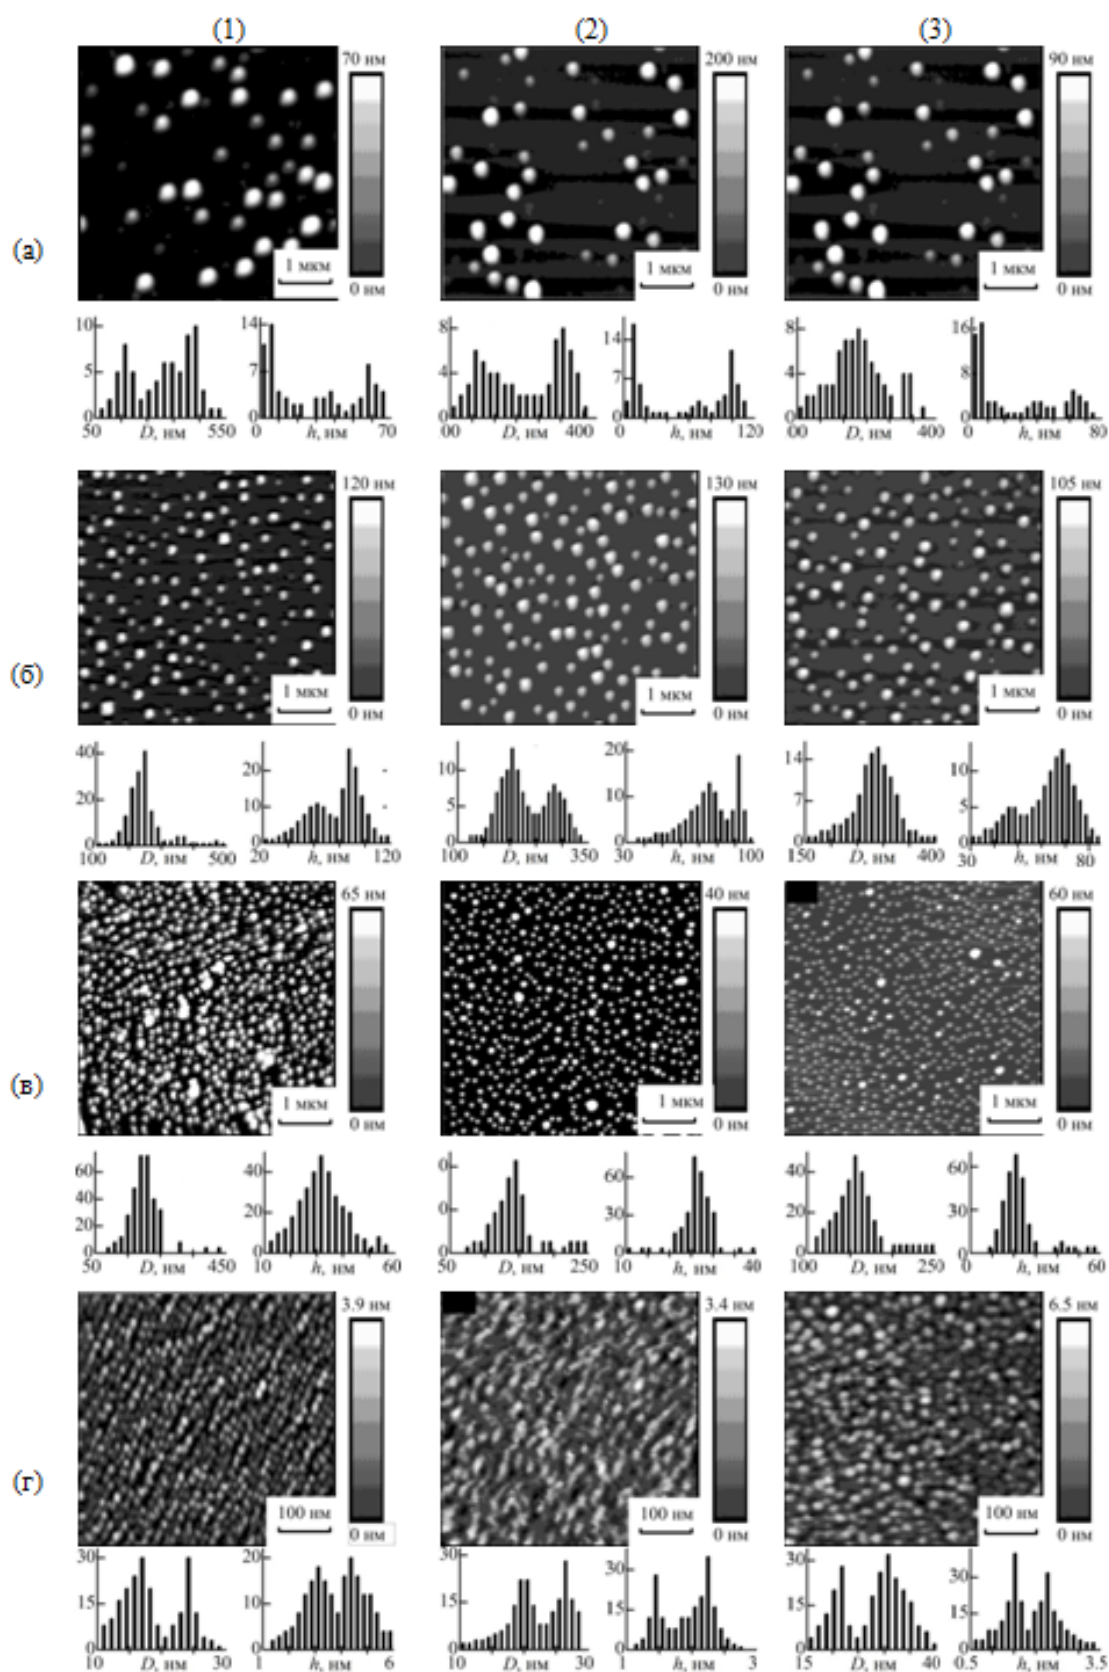 (1) (2) (3)
(а)
70 нм 200 нм 90 нм
1 мкм 1 мкм 1 мкм
0 нм 0 нм 0 нм
10 14 8 14 8 16
5 7 4 7 4 8
0 0 0 0 0 0
50 D, нм 550 0 h, нм 70 00 D, нм 400 0 h, нм 120 00 D, нм 400 0 h, нм 80
(б)
120 нм 130 нм 105 нм
1 мкм 1 мкм 1 мкм
0 нм 0 нм 0 нм
40 20 10 20 14 10
20 10 5 10 7 5
0 0 0 0 0 0
100 D, нм 500 20 h, нм 120 100 D, нм 350 30 h, нм 100 150 D, нм 400 30 h, нм 80
(в)
65 нм 40 нм 60 нм
1 мкм 1 мкм 1 мкм
0 нм 0 нм 0 нм
60 40 0 60 40 60
40 20 0 30 20 30
20 0 0 0 0 0
0
50 D, нм 450 10 h, нм 60 50 D, нм 250 10 h, нм 40 100 D, нм 250 0 h, нм 60
(г)
3.9 нм 3.4 нм 6.5 нм
100 нм 100 нм 100 нм
0 нм 0 нм 0 нм
30 20 30 30 30 30
15 10 15 15 15 15
0 0 0 0 0 0
10 D, нм 30 1 h, нм 6 10 D, нм 30 1 h, нм 3 15 D, нм 40 0.5 h, нм 3.5